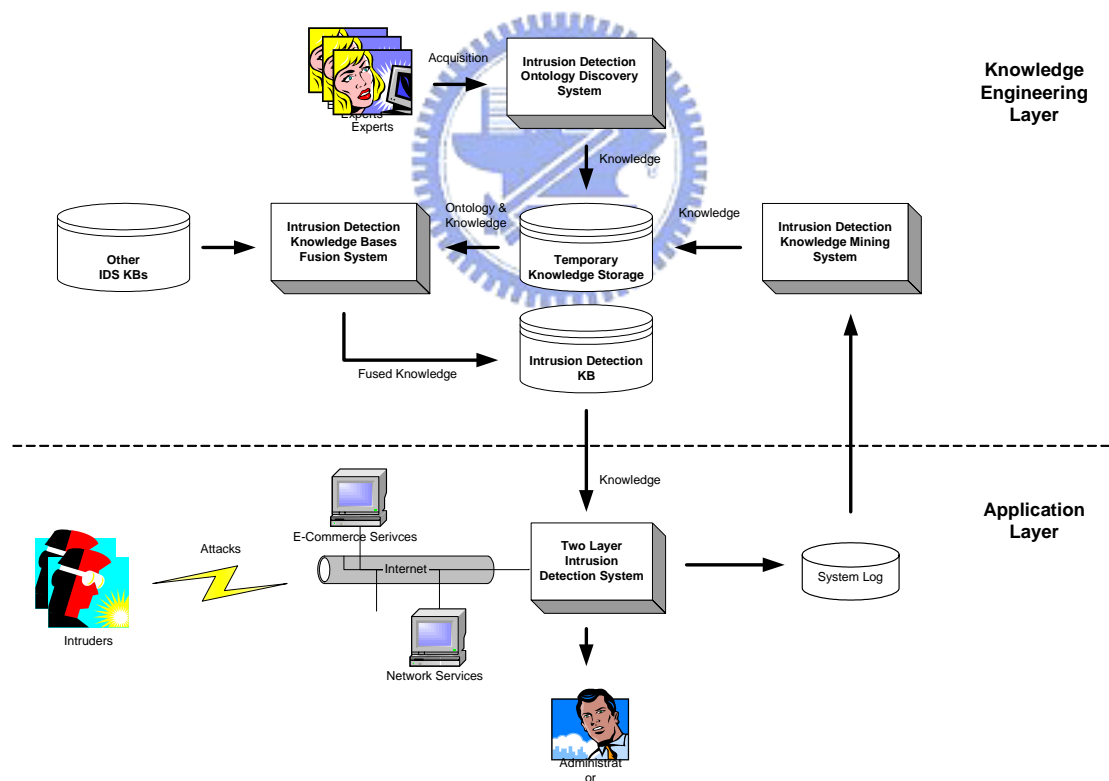 Acquisition
Intrusion Detection
Ontology Discovery
System
Knowledge
Engineering
Layer
Experts
Experts
Knowledge
Ontology &
Knowledge
Knowledge
Other
IDS KBs
Intrusion Detection
Knowledge Bases
Fusion System
Temporary
Knowledge Storage
Intrusion Detection
Knowledge Mining
System
Fused Knowledge
Intrusion Detection
KB
Knowledge
Application
Layer
E-Commerce Serivces
Attacks
Internet
Two Layer
Intrusion
Detection System
System Log
Intruders
Network Services
Administrat
or